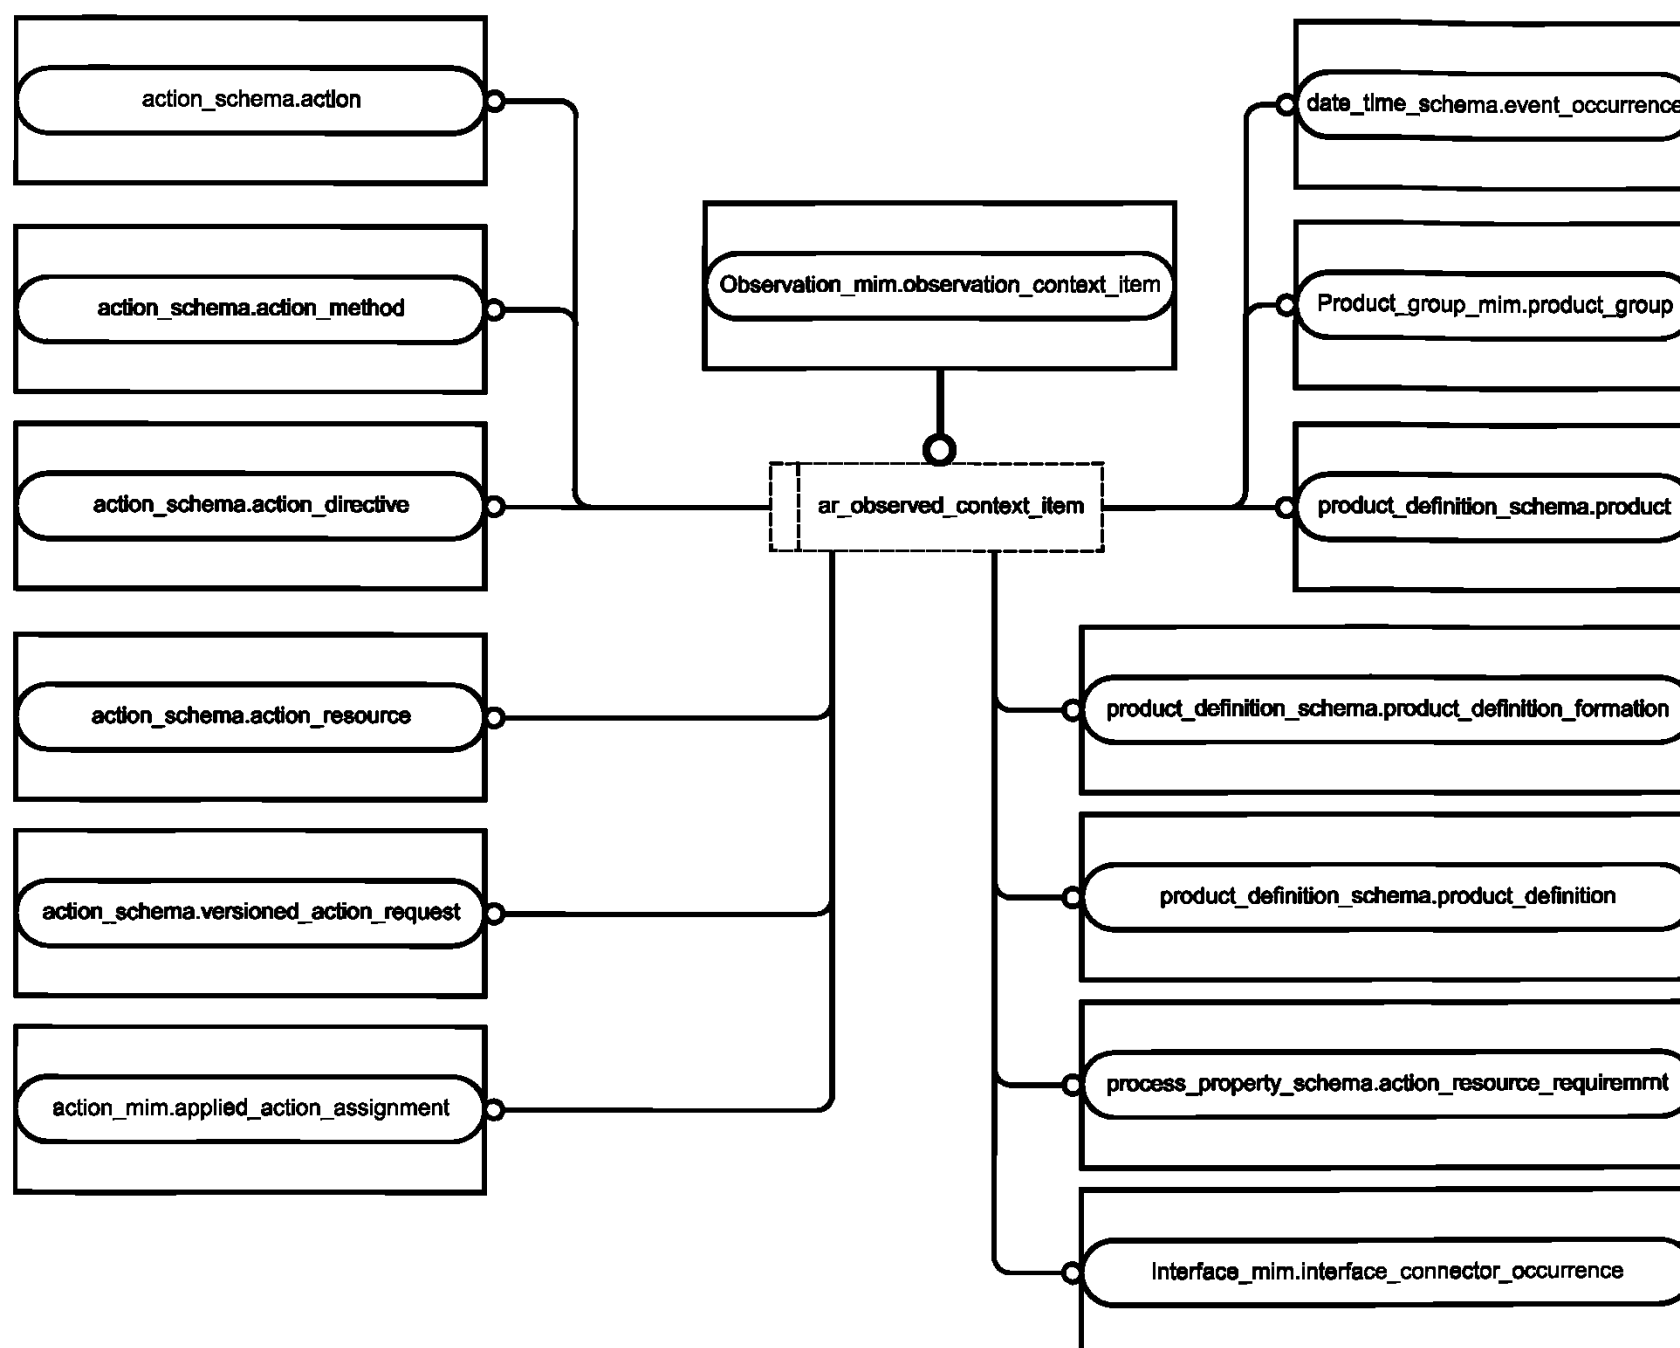 action_schema.action
date_time_schema.event_occurrence
Observation_mim.observation_context_item
action_schema.action_method
Product_group_mim.product_group
action_schema.action_directive
ar_observed_context_item
product_definition_schema.product
action_schema.action_resource
product_definition_schema.product_definition_formation
action_schema.versioned_action_request
product_definition_schema.product_definition
action_mim.applied_action_assignment
process_property_schema.action_resource_requiremrnt
Interface_mim.interface_connector_occurrence